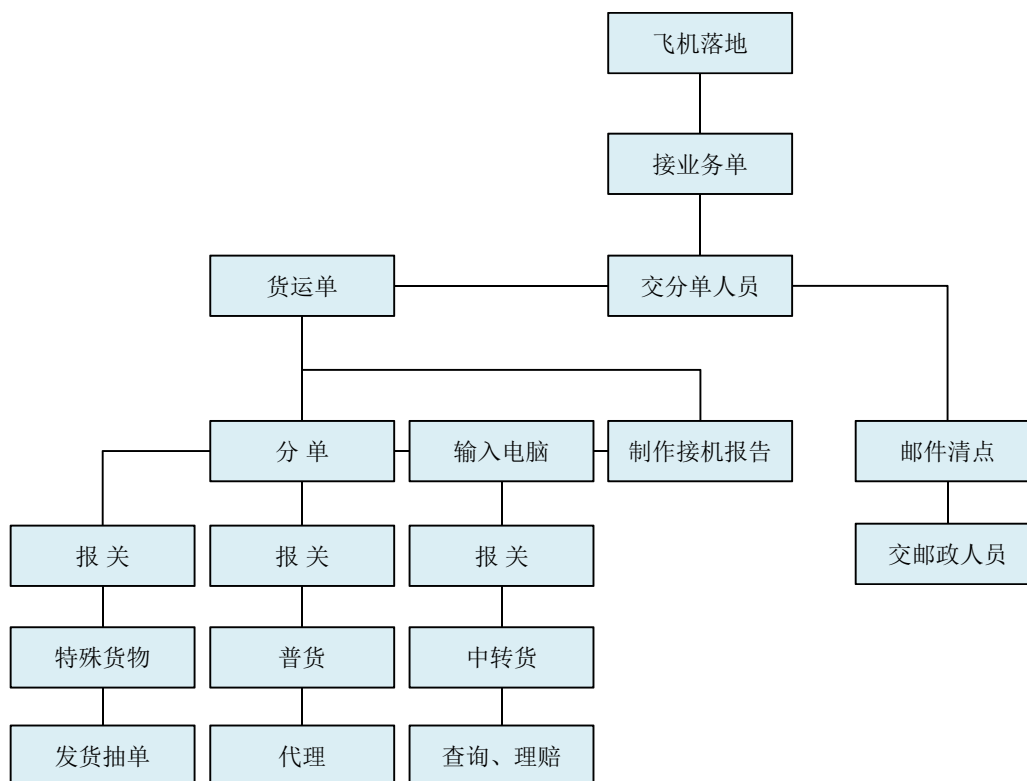 飞机落地
接业务单
货运单
交分单人员
分 单
输入电脑
制作接机报告
邮件清点
报 关
报 关
报 关
交邮政人员
特殊货物
普货
中转货
发货抽单
代理
查询、理赔